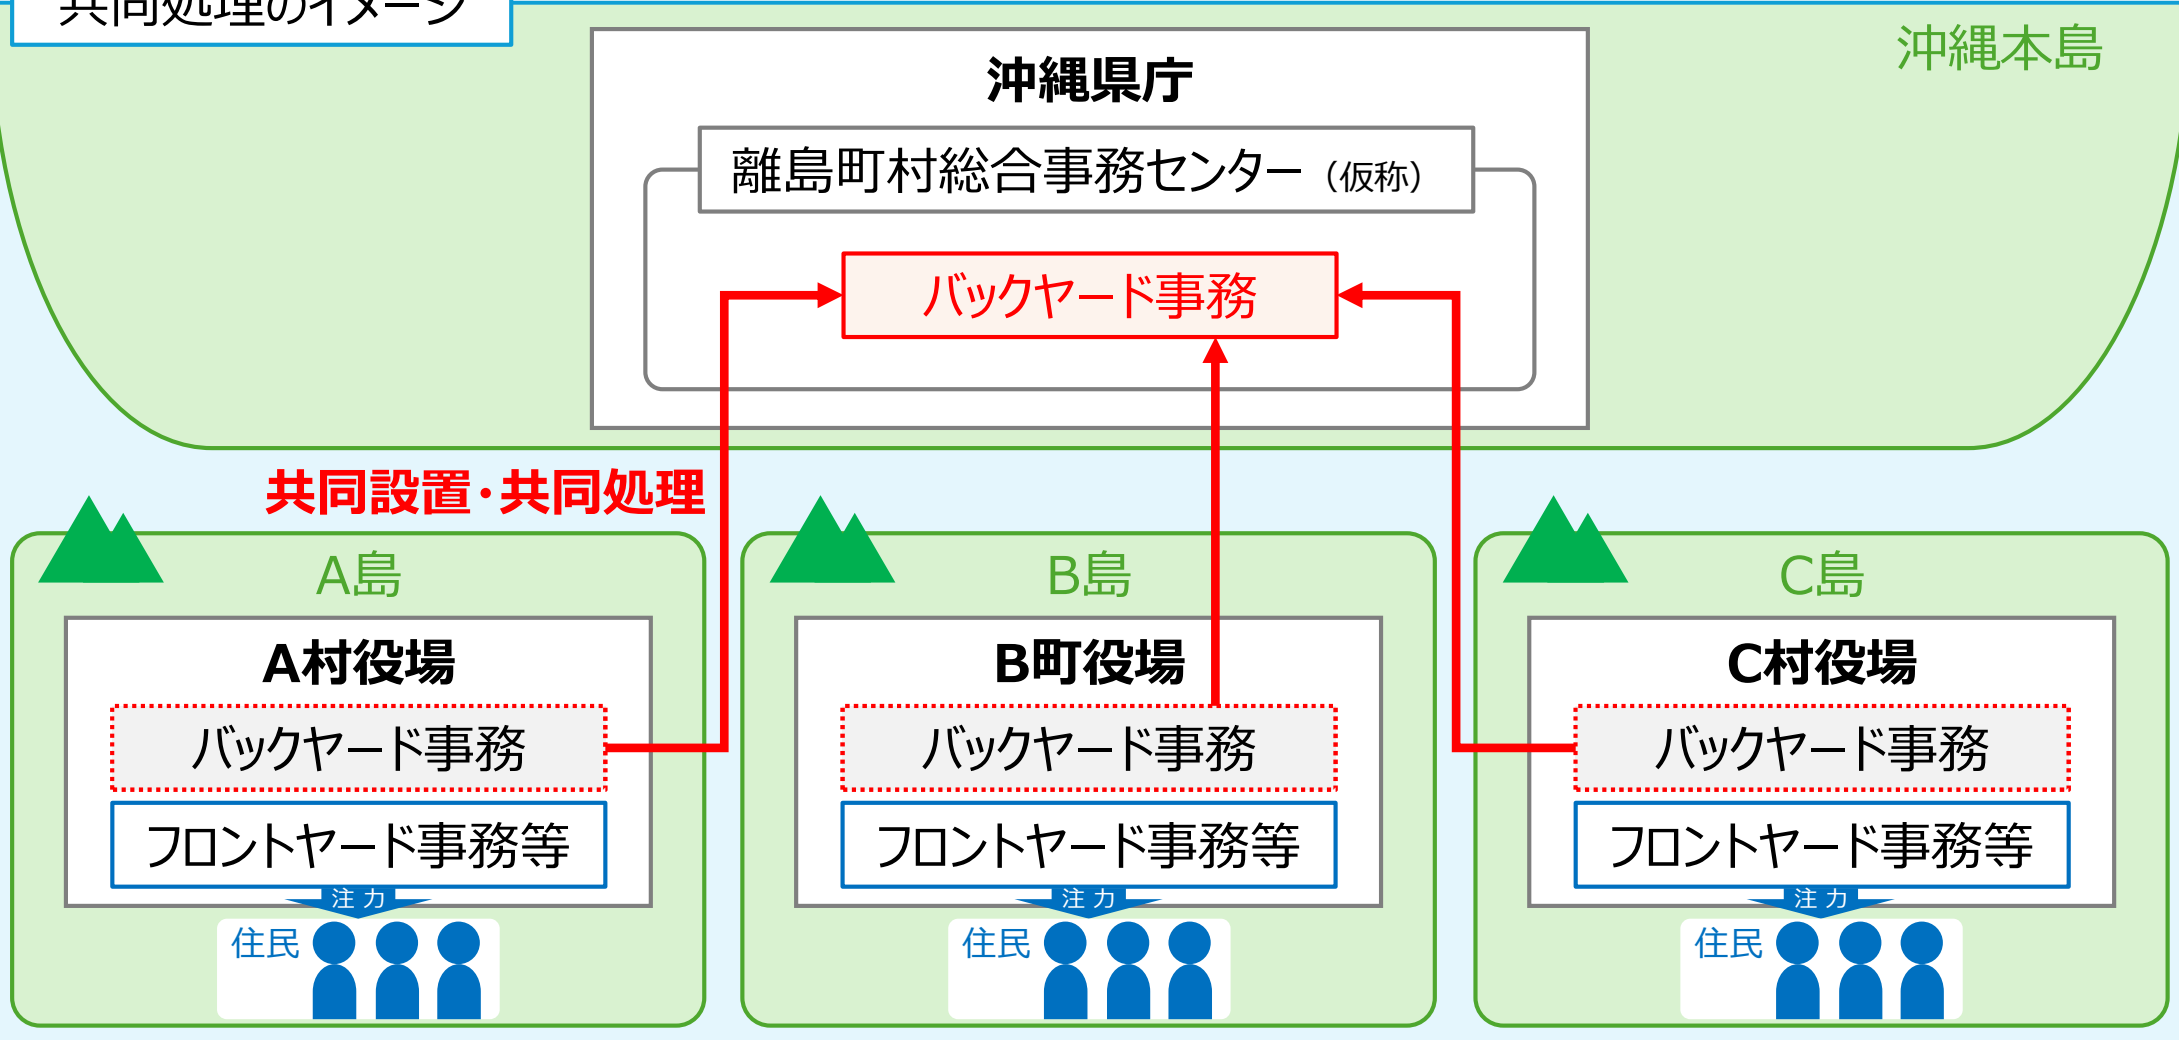 共同処理のイメージ
沖縄本島
沖縄県庁
離島町村総合事務センター（仮称）
バックヤード事務
共同設置・共同処理
A島
A村役場
バックヤード事務
フロントヤード事務等
注力
住民
B島
B町役場
バックヤード事務
フロントヤード事務等
注力
住民
C島
C村役場
バックヤード事務
フロントヤード事務等
注力
住民